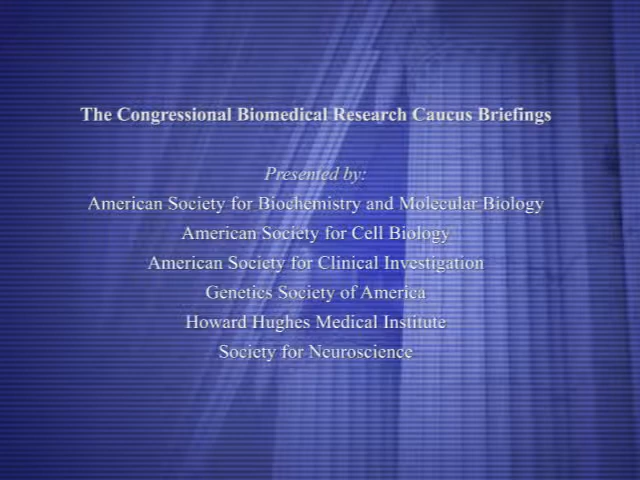 The Congressional Biomedical Research Caucus Briefings
Presented by:
American Society for Biochemistry and Molecular Biology
American Society for Cell Biology
American Society for Clinical Investigation
Genetics Society of America
Howard Hughes Medical Institute
Society for Neuroscience